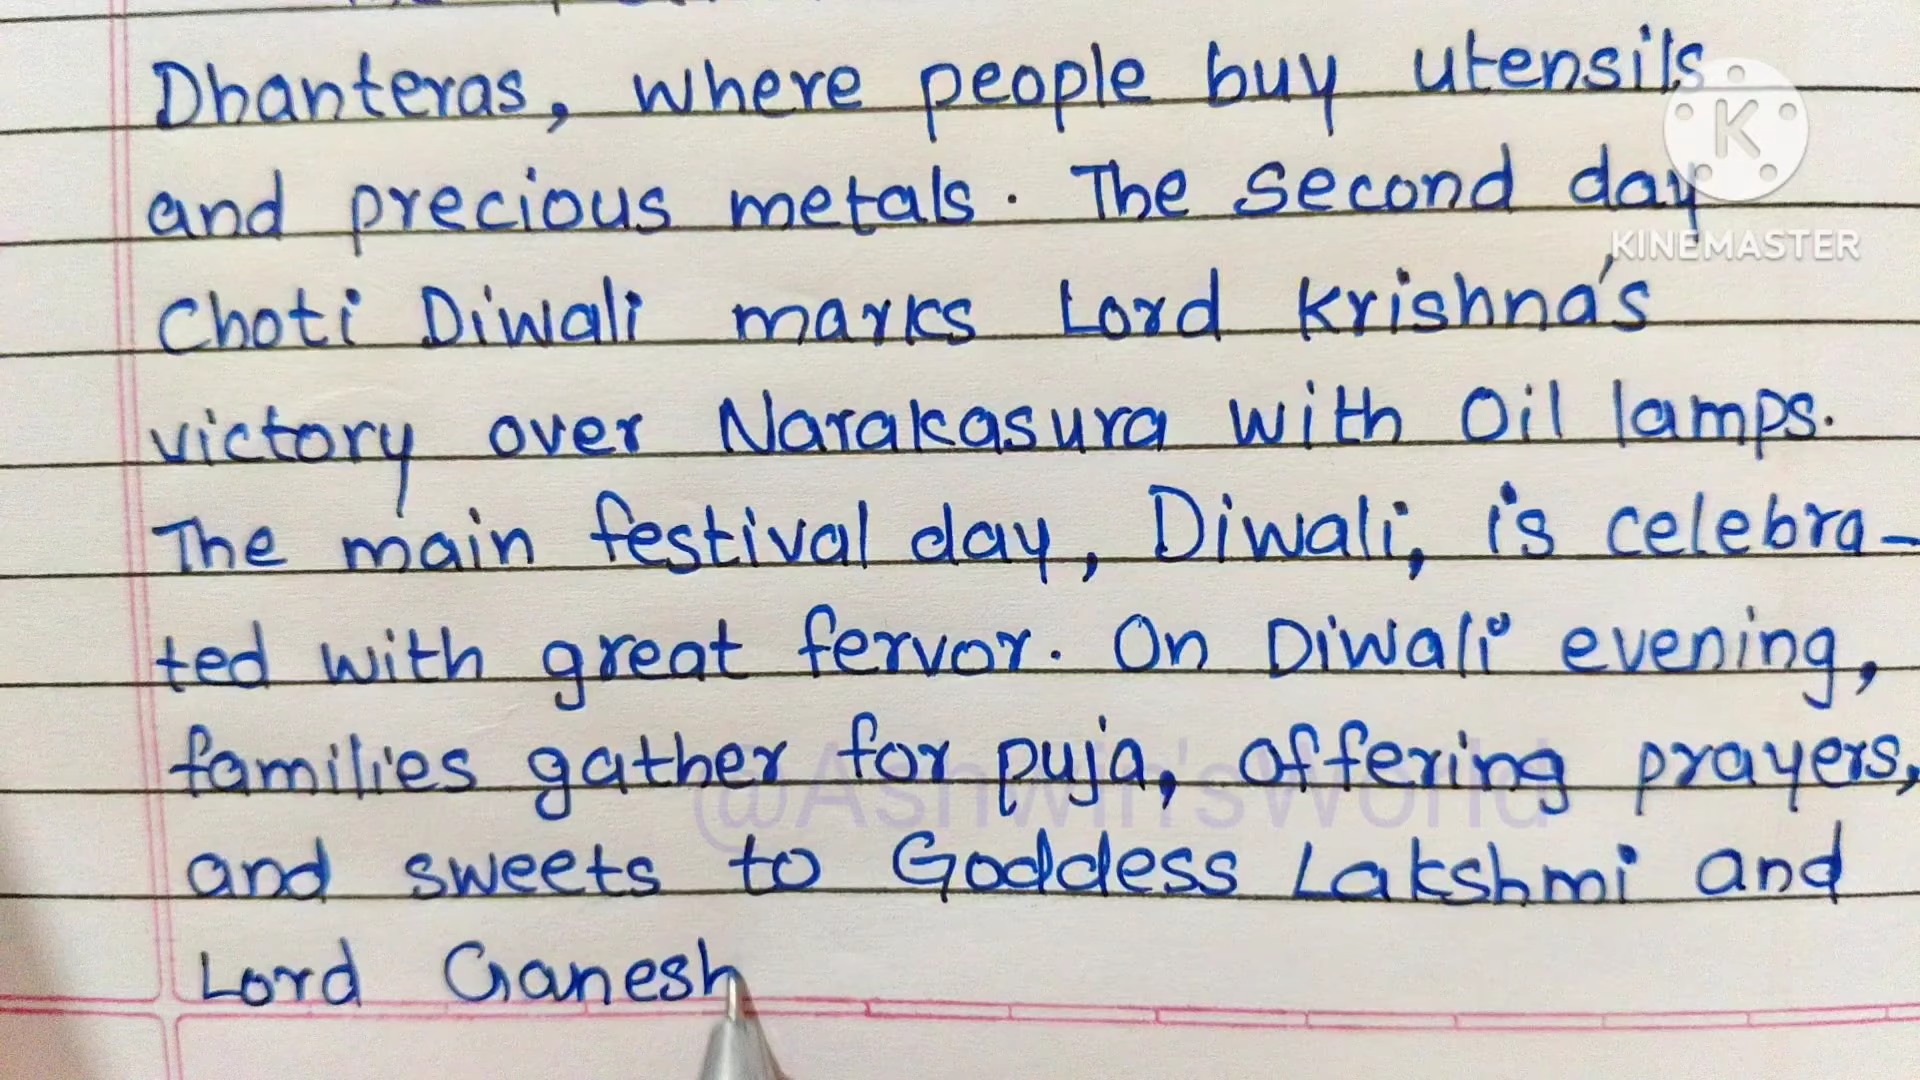 Dhanteras, where people buy utensils
and precious metals. The second day
KINEMASTER
Choti Diwali marks Lord Krishna's
victory over Narakasura with Oil lamps.
The main festival day, Diwali, is celebra-
ted with great fervor. On Diwali evening,
families gather for puja, offering prayers,
@Ashwin'sWorld
and sweets to Goddess Lakshmi and
Lord Ganesh